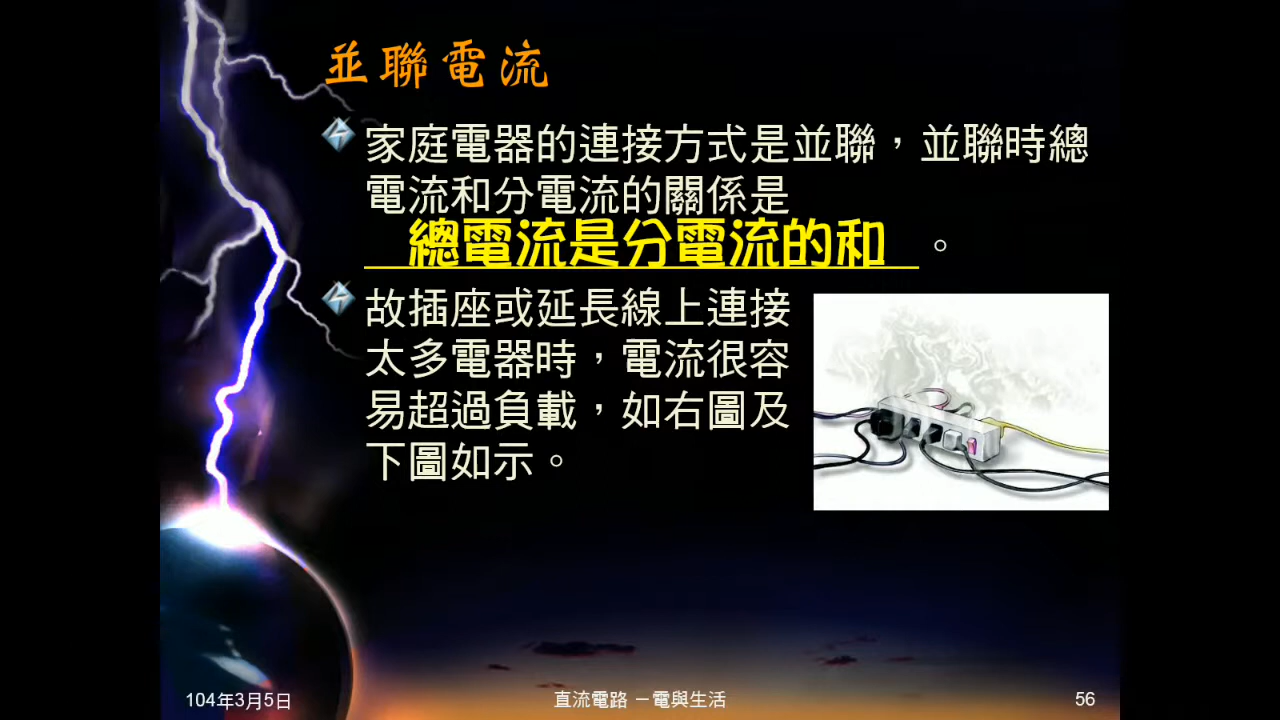 並聯電流
家庭電器的連接方式是並聯，並聯時總
電流和分電流的關係是
總電流是分電流的和。
故插座或延長線上連接
太多電器時，電流很容
易超過負載，如右圖及
下圖如示。
104年3月5日
直流電路 － 電與生活
56